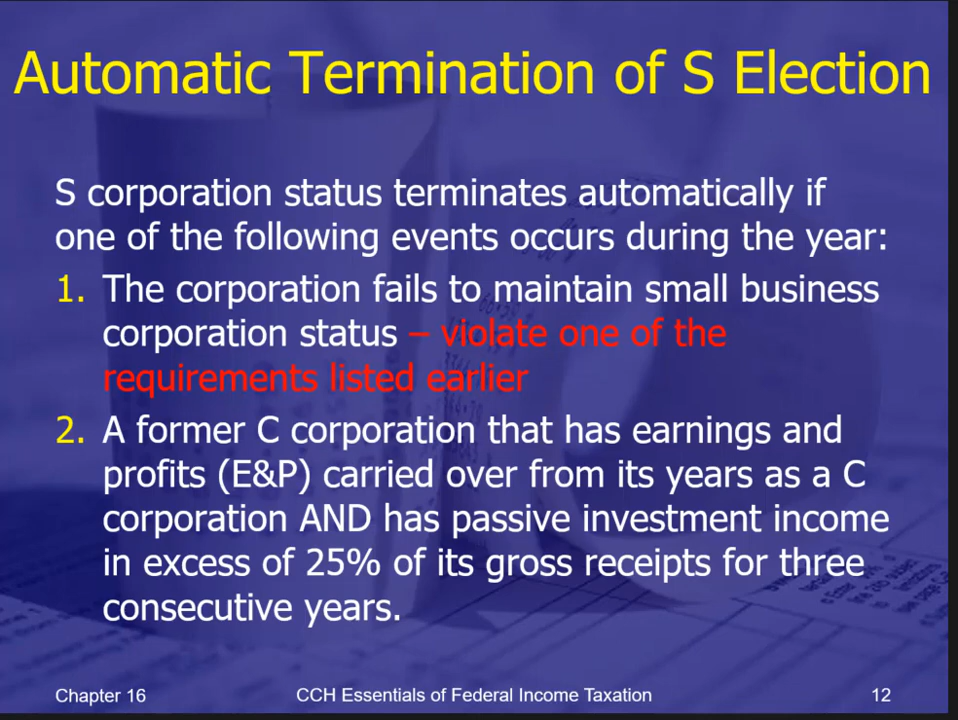 Automatic Termination of S Election
S corporation status terminates automatically if
one of the following events occurs during the year:
1. The corporation fails to maintain small business
corporation status – violate one of the
requirements listed earlier
2. A former C corporation that has earnings and
profits (E&P) carried over from its years as a C
corporation AND has passive investment income
in excess of 25% of its gross receipts for three
consecutive years.
Chapter 16 CCH Essentials of Federal Income Taxation 12